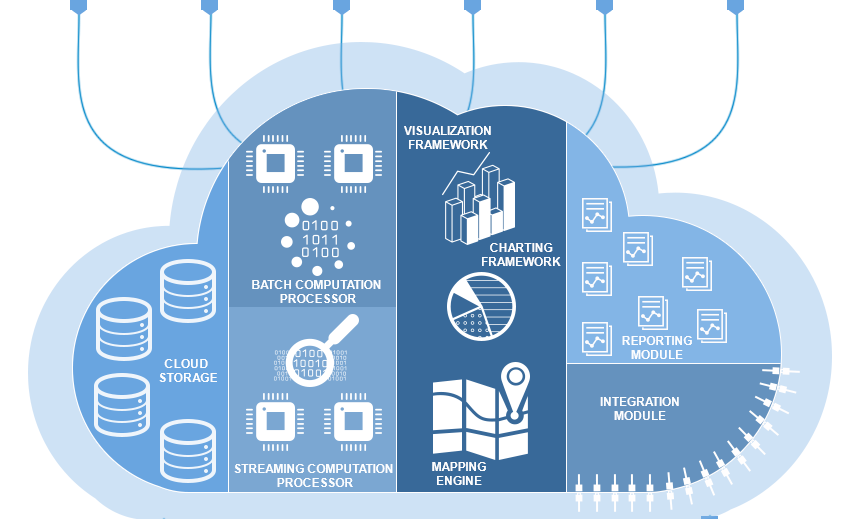 VISUALIZATION
FRAMEWORK
0100
1011
0100
CHARTING
FRAMEWORK
BATCH COMPUTATION
PROCESSOR
REPORTING
MODULE
CLOUD
STORAGE
INTEGRATION
MODULE
STREAMING COMPUTATION
PROCESSOR
MAPPING
ENGINE